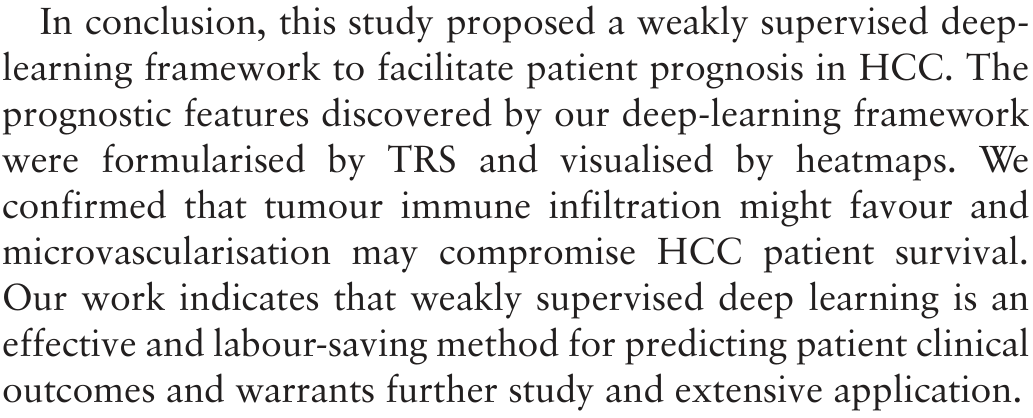 In conclusion, this study proposed a weakly supervised deep-
learning framework to facilitate patient prognosis in HCC. The
prognostic features discovered by our deep-learning framework
were formularised by TRS and visualised by heatmaps. We
confirmed that tumour immune infiltration might favour and
microvascularisation may compromise HCC patient survival.
Our work indicates that weakly supervised deep learning is an
effective and labour-saving method for predicting patient clinical
outcomes and warrants further study and extensive application.